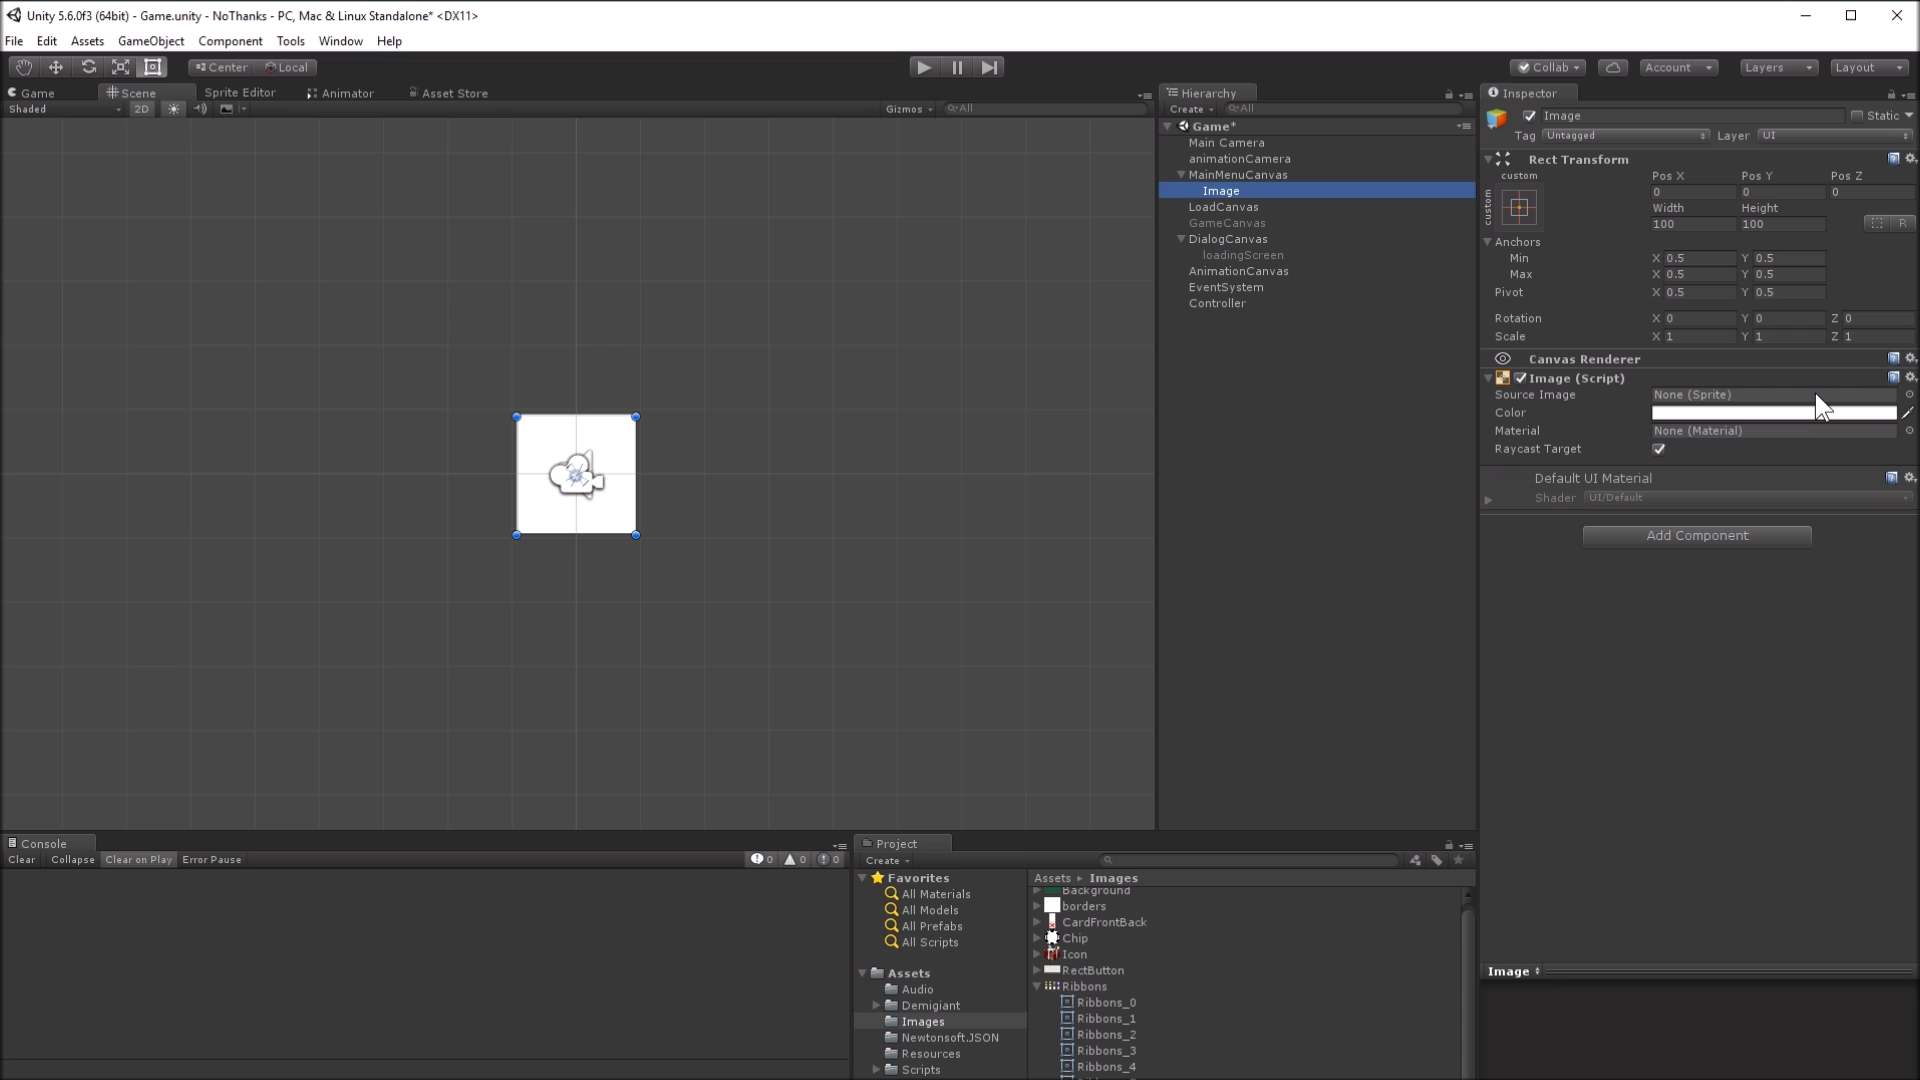 Unity 5.6.0f3 (64bit) - Game.unity - NoThanks - PC, Mac & Linux Standalone* <DX11>
File Edit Assets GameObject Component Tools Window Help
Center Local Collab Account Layers Layout
Game Scene Sprite Editor Animator Asset Store
Shaded 2D Gizmos All
Hierarchy
Create All
Game*
Main Camera
animationCamera
MainMenuCanvas
Image
LoadCanvas
GameCanvas
DialogCanvas
loadingScreen
AnimationCanvas
EventSystem
Controller
Inspector
Image Static
Tag Untagged Layer UI
Rect Transform
custom Pos X Pos Y Pos Z
custom
0 0 0
Width Height
100 100 R
Anchors
Min X 0.5 Y 0.5
Max X 0.5 Y 0.5
Pivot X 0.5 Y 0.5
Rotation X 0 Y 0 Z 0
Scale X 1 Y 1 Z 1
Canvas Renderer
Image (Script)
Source Image None (Sprite)
Color
Material None (Material)
Raycast Target
Default UI Material
Shader UI/Default
Add Component
Image
Console
Clear Collapse Clear on Play Error Pause 0 0 0
Project
Create
Favorites
All Materials
All Models
All Prefabs
All Scripts
Assets
Audio
Demigiant
Images
Newtonsoft.JSON
Resources
Scripts
Assets Images
Background
borders
CardFrontBack
Chip
Icon
RectButton
Ribbons
Ribbons_0
Ribbons_1
Ribbons_2
Ribbons_3
Ribbons_4